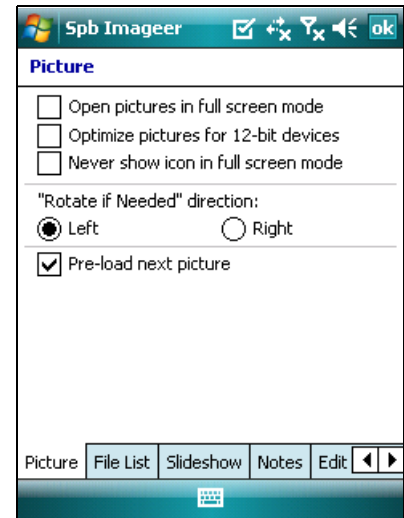 Spb Imageer ok
Picture
Open pictures in full screen mode
Optimize pictures for 12-bit devices
Never show icon in full screen mode
"Rotate if Needed" direction:
Left Right
Pre-load next picture
Picture File List Slideshow Notes Edit